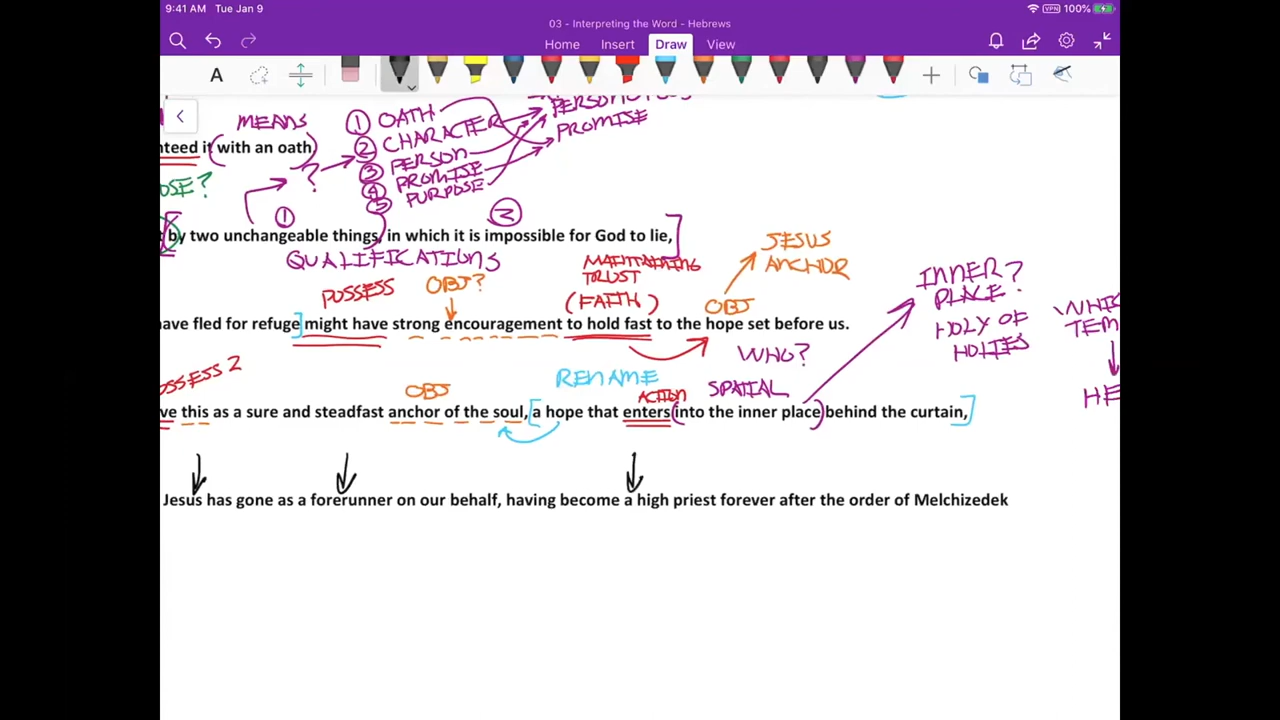 9:41 AM Tue Jan 9
VPN 100%
03 - Interpreting the Word - Hebrews
Home Insert Draw View
A
MEANS
① OATH
② CHARACTER
③ PERSON
④ PROMISE
⑤ PURPOSE
PROMISE
nteed it (with an oath)
OSE?
?
① ②
by two unchangeable things, in which it is impossible for God to lie,]
QUALIFICATIONS
MAINTAINING
TRUST
(FAITH)
POSSESS
OBJ?
JESUS
ANCHOR
OBJ
INNER?
PLACE
HOLY OF
HOLIES
WHIC
TEM
HE
ave fled for refuge] might have strong encouragement to hold fast to the hope set before us.
WHO?
OSSESS 2
OBJ
RENAME
ACTION
SPATIAL
ve this as a sure and steadfast anchor of the soul, [a hope that enters (into the inner place) behind the curtain,]
Jesus has gone as a forerunner on our behalf, having become a high priest forever after the order of Melchizedek